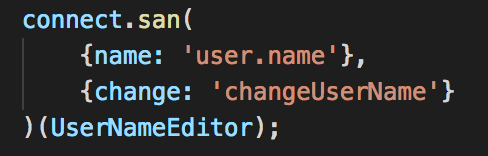 connect.san(
    {name: 'user.name'},
    {change: 'changeUserName'}
)(UserNameEditor);